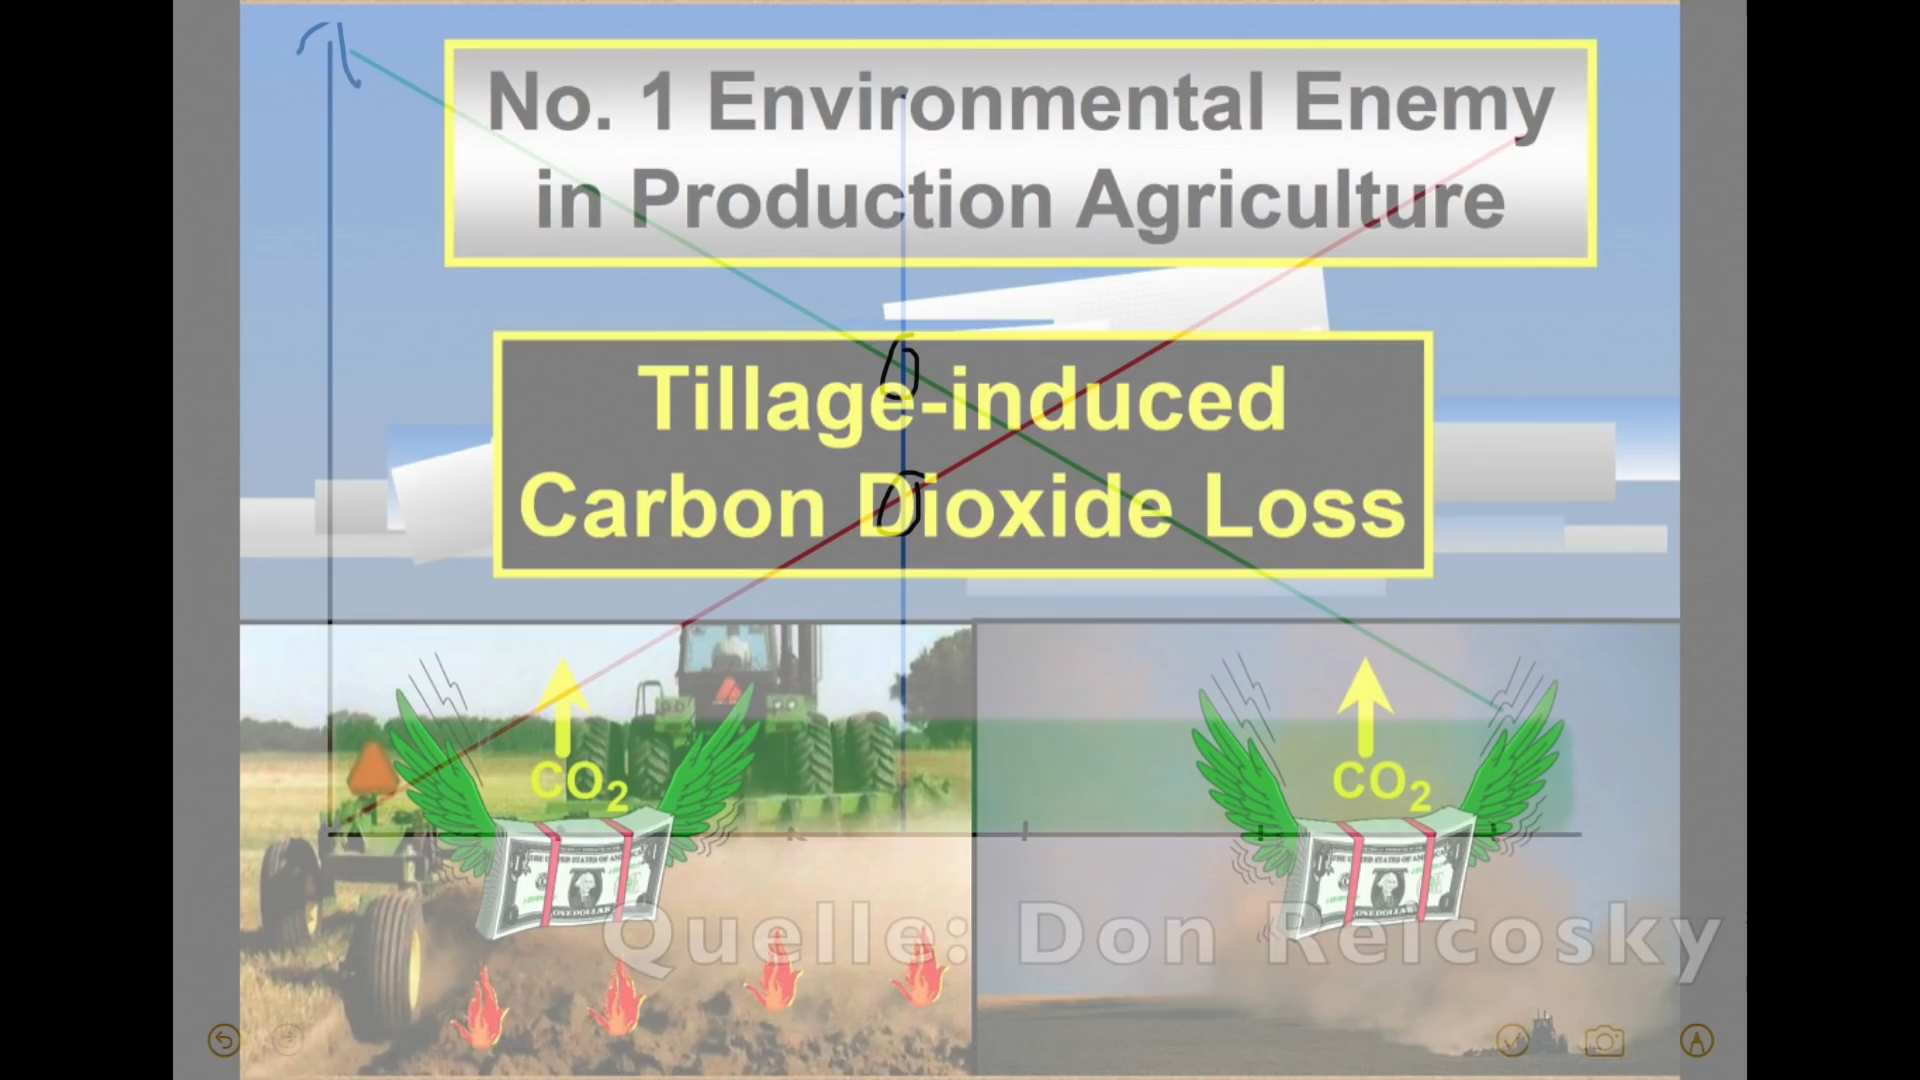 No. 1 Environmental Enemy
in Production Agriculture
Tillage-induced
Carbon Dioxide Loss
CO₂
CO₂
Quelle: Don Reicosky